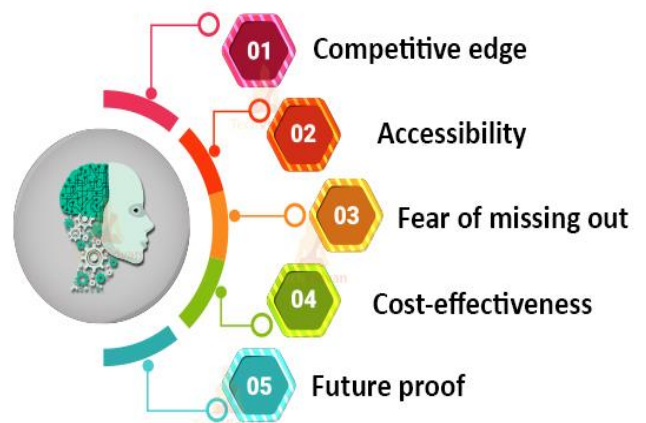 01 Competitive edge
02 Accessibility
03 Fear of missing out
04 Cost-effectiveness
05 Future proof